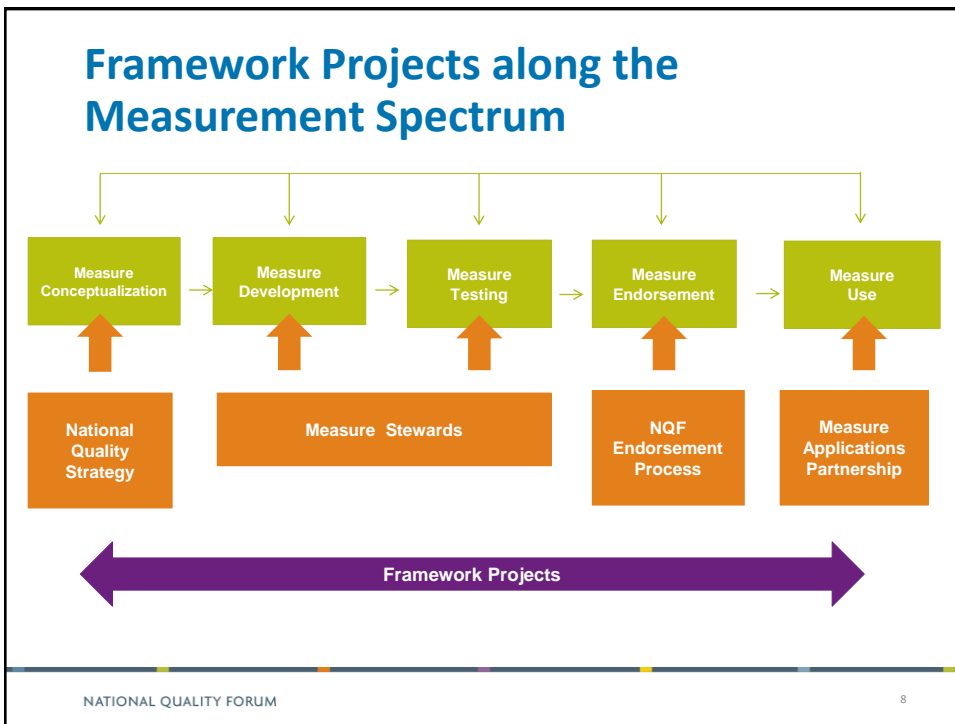 Framework Projects along the
Measurement Spectrum
Measure
Conceptualization
Measure
Development
Measure
Testing
Measure
Endorsement
Measure
Use
National
Quality
Strategy
Measure Stewards
NQF
Endorsement
Process
Measure
Applications
Partnership
Framework Projects
NATIONAL QUALITY FORUM
8